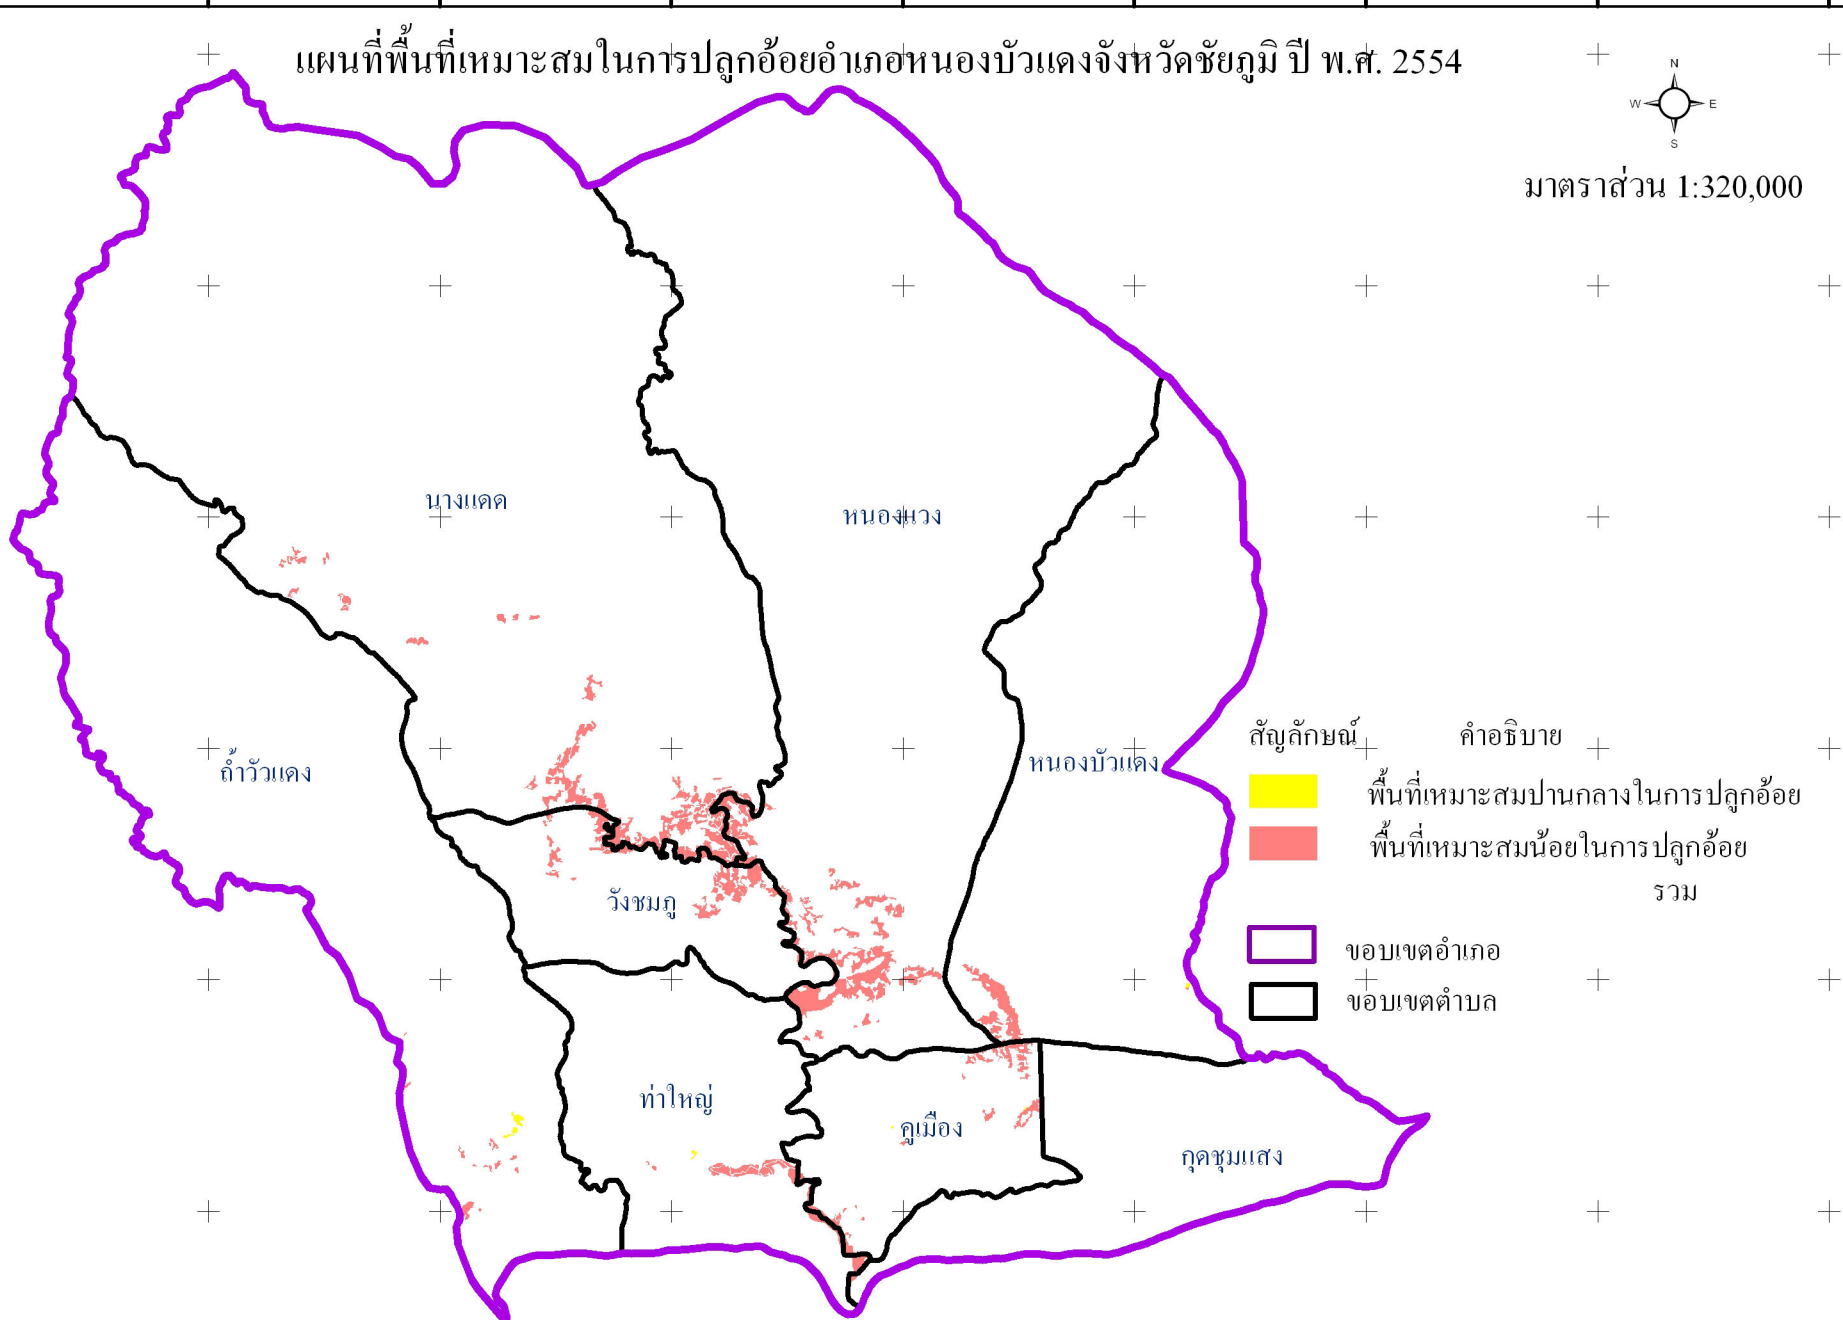 แผนที่พื้นที่เหมาะสมในการปลูกอ้อยอำเภอหนองบัวแดงจังหวัดชัยภูมิ ปี พ.ศ. 2554
N
W E
S
มาตราส่วน 1:320,000
นางแดด
หนองแวง
ถ้ำวัวแดง
หนองบัวแดง
วังชมภู
ท่าใหญ่
คูเมือง
กุดชุมแสง
สัญลักษณ์ คำอธิบาย
พื้นที่เหมาะสมปานกลางในการปลูกอ้อย
พื้นที่เหมาะสมน้อยในการปลูกอ้อย
รวม
ขอบเขตอำเภอ
ขอบเขตตำบล